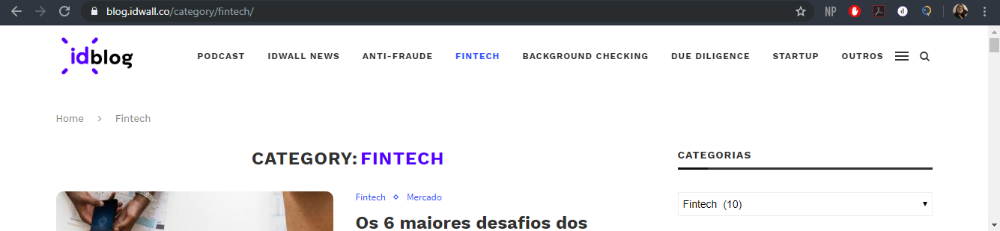 blog.idwall.co/category/fintech/
NP
d
idblog
PODCAST IDWALL NEWS ANTI-FRAUDE FINTECH BACKGROUND CHECKING DUE DILIGENCE STARTUP OUTROS
Home > Fintech
CATEGORY: FINTECH
CATEGORIAS
Fintech ◇ Mercado
Fintech (10)
Os 6 maiores desafios dos